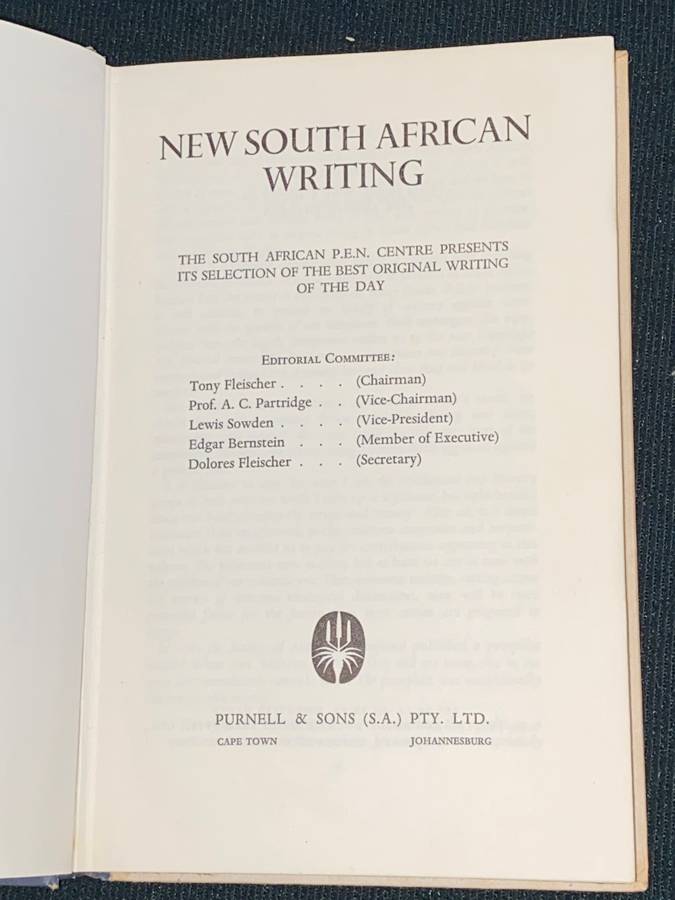 NEW SOUTH AFRICAN
WRITING
THE SOUTH AFRICAN P.E.N. CENTRE PRESENTS
ITS SELECTION OF THE BEST ORIGINAL WRITING
OF THE DAY
EDITORIAL COMMITTEE:
Tony Fleischer . . . . (Chairman)
Prof. A. C. Partridge . . (Vice-Chairman)
Lewis Sowden . . . . (Vice-President)
Edgar Bernstein . . . (Member of Executive)
Dolores Fleischer . . . (Secretary)
PURNELL & SONS (S.A.) PTY. LTD.
CAPE TOWN JOHANNESBURG